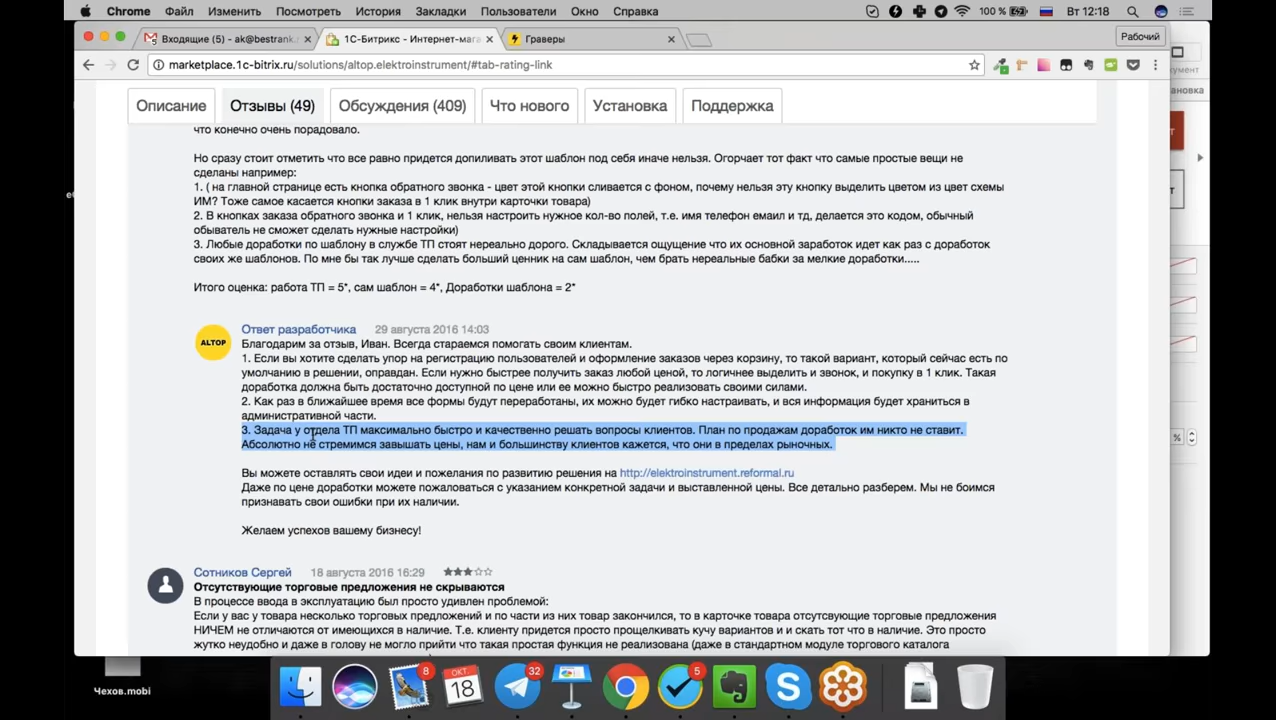 Chrome Файл Изменить Посмотреть История Закладки Пользователи Окно Справка 100 % Вт 12:18
Входящие (5) - ak@bestrank. 1С-Битрикс - Интернет-мага Граверы Рабочий
marketplace.1c-bitrix.ru/solutions/altop.elektroinstrument/#tab-rating-link
Описание Отзывы (49) Обсуждения (409) Что нового Установка Поддержка
что конечно очень порадовало.
Но сразу стоит отметить что все равно придется допиливать этот шаблон под себя иначе нельзя. Огорчает тот факт что самые простые вещи не
сделаны например:
1. ( на главной странице есть кнопка обратного звонка - цвет этой кнопки сливается с фоном, почему нельзя эту кнопку выделить цветом из цвет схемы
ИМ? Тоже самое касается кнопки заказа в 1 клик внутри карточки товара)
2. В кнопках заказа обратного звонка и 1 клик, нельзя настроить нужное кол-во полей, т.е. имя телефон емаил и тд, делается это кодом, обычный
обыватель не сможет сделать нужные настройки)
3. Любые доработки по шаблону в службе ТП стоят нереально дорого. Складывается ощущение что их основной заработок идет как раз с доработок
своих же шаблонов. По мне бы так лучше сделать больший ценник на сам шаблон, чем брать нереальные бабки за мелкие доработки.....
Итого оценка: работа ТП = 5*, сам шаблон = 4*, Доработки шаблона = 2*
ALTOP
Ответ разработчика 29 августа 2016 14:03
Благодарим за отзыв, Иван. Всегда стараемся помогать своим клиентам.
1. Если вы хотите сделать упор на регистрацию пользователей и оформление заказов через корзину, то такой вариант, который сейчас есть по
умолчанию в решении, оправдан. Если нужно быстрее получить заказ любой ценой, то логичнее выделить и звонок, и покупку в 1 клик. Такая
доработка должна быть достаточно доступной по цене или ее можно быстро реализовать своими силами.
2. Как раз в ближайшее время все формы будут переработаны, их можно будет гибко настраивать, и вся информация будет храниться в
административной части.
3. Задача у отдела ТП максимально быстро и качественно решать вопросы клиентов. План по продажам доработок им никто не ставит.
Абсолютно не стремимся завышать цены, нам и большинству клиентов кажется, что они в пределах рыночных.
Вы можете оставлять свои идеи и пожелания по развитию решения на http://elektroinstrument.reformal.ru
Даже по цене доработки можете пожаловаться с указанием конкретной задачи и выставленной цены. Все детально разберем. Мы не боимся
признавать свои ошибки при их наличии.
Желаем успехов вашему бизнесу!
Сотников Сергей 18 августа 2016 16:29
Отсутствующие торговые предложения не скрываются
В процессе ввода в эксплуатацию был просто удивлен проблемой:
Если у вас у товара несколько торговых предложений и по части из них товар закончился, то в карточке товара отсутсвующие торговые предложения
НИЧЕМ не отличаются от имеющихся в наличие. Т.е. клиенту придется просто прощелкивать кучу вариантов и и скать тот что в наличие. Это просто
жутко неудобно и даже в голову не могло прийти что такая простая функция не реализована (даже в стандартном модуле торгового каталога
Чехов.mobi
8
ОКТ.
18
32
5
%